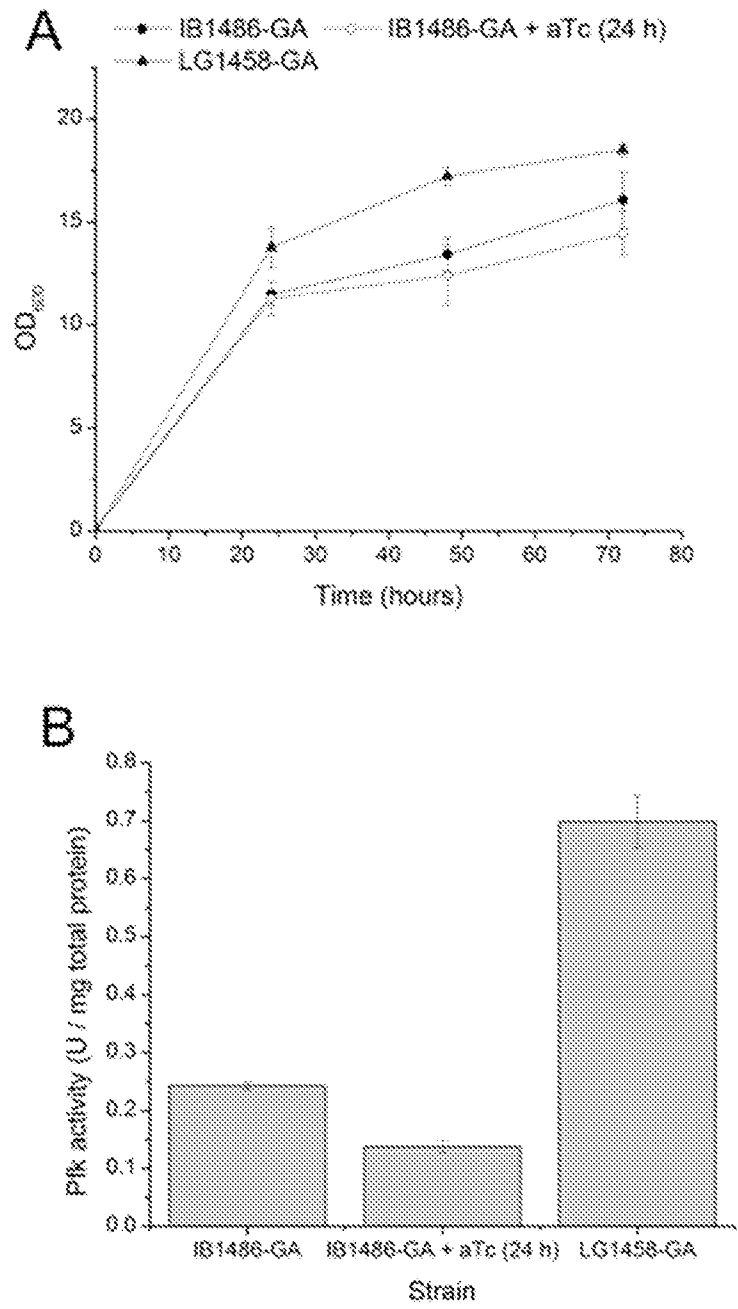 A
IB1486-GA IB1486-GA + aTc (24 h)
LG1458-GA
20
15
10
5
0
OD600
0 10 20 30 40 50 60 70 80
Time (hours)
B
0.8
0.7
0.6
0.5
0.4
0.3
0.2
0.1
0.0
Pfk activity (U / mg total protein)
IB1486-GA IB1486-GA + aTc (24 h) LG1458-GA
Strain